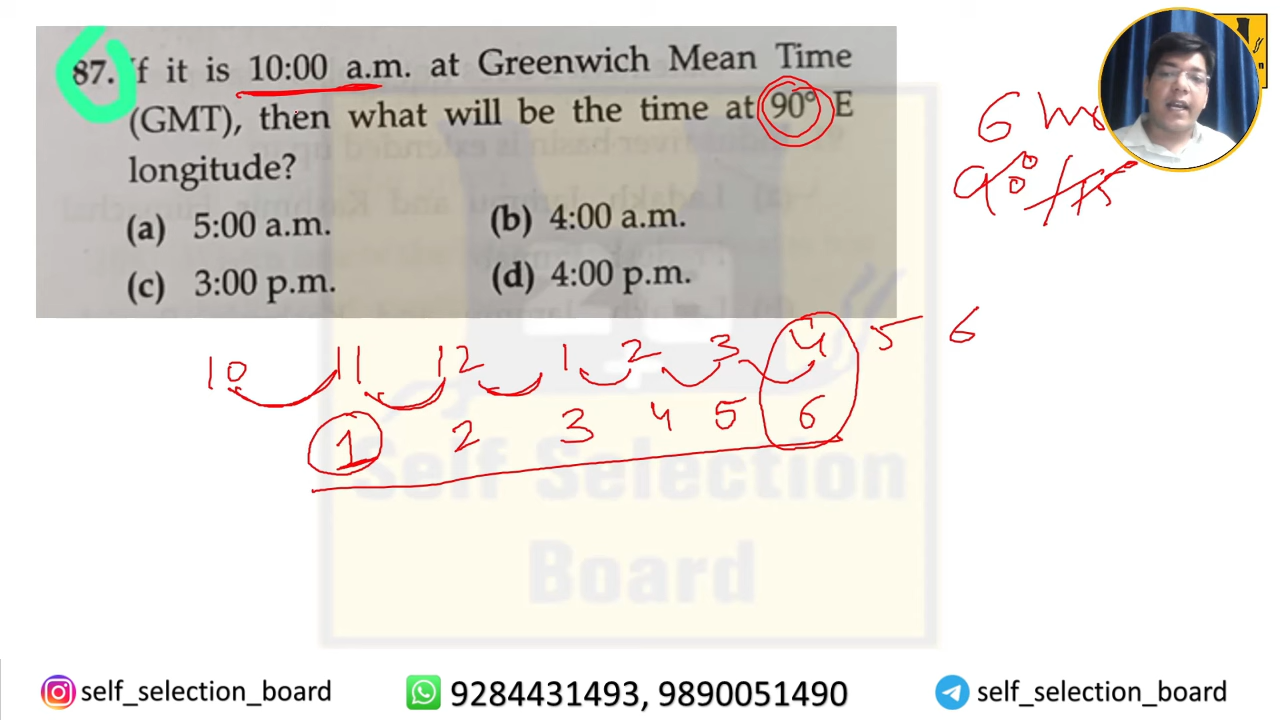 87. If it is 10:00 a.m. at Greenwich Mean Time
(GMT), then what will be the time at 90° E
longitude?
(a) 5:00 a.m.
(b) 4:00 a.m.
(c) 3:00 p.m.
(d) 4:00 p.m.
6 hrs
90°/15°
10 11 12 1 2 3 4 5 6
1 2 3 4 5 6
Self Selection
Board
self_selection_board
9284431493, 9890051490
self_selection_board